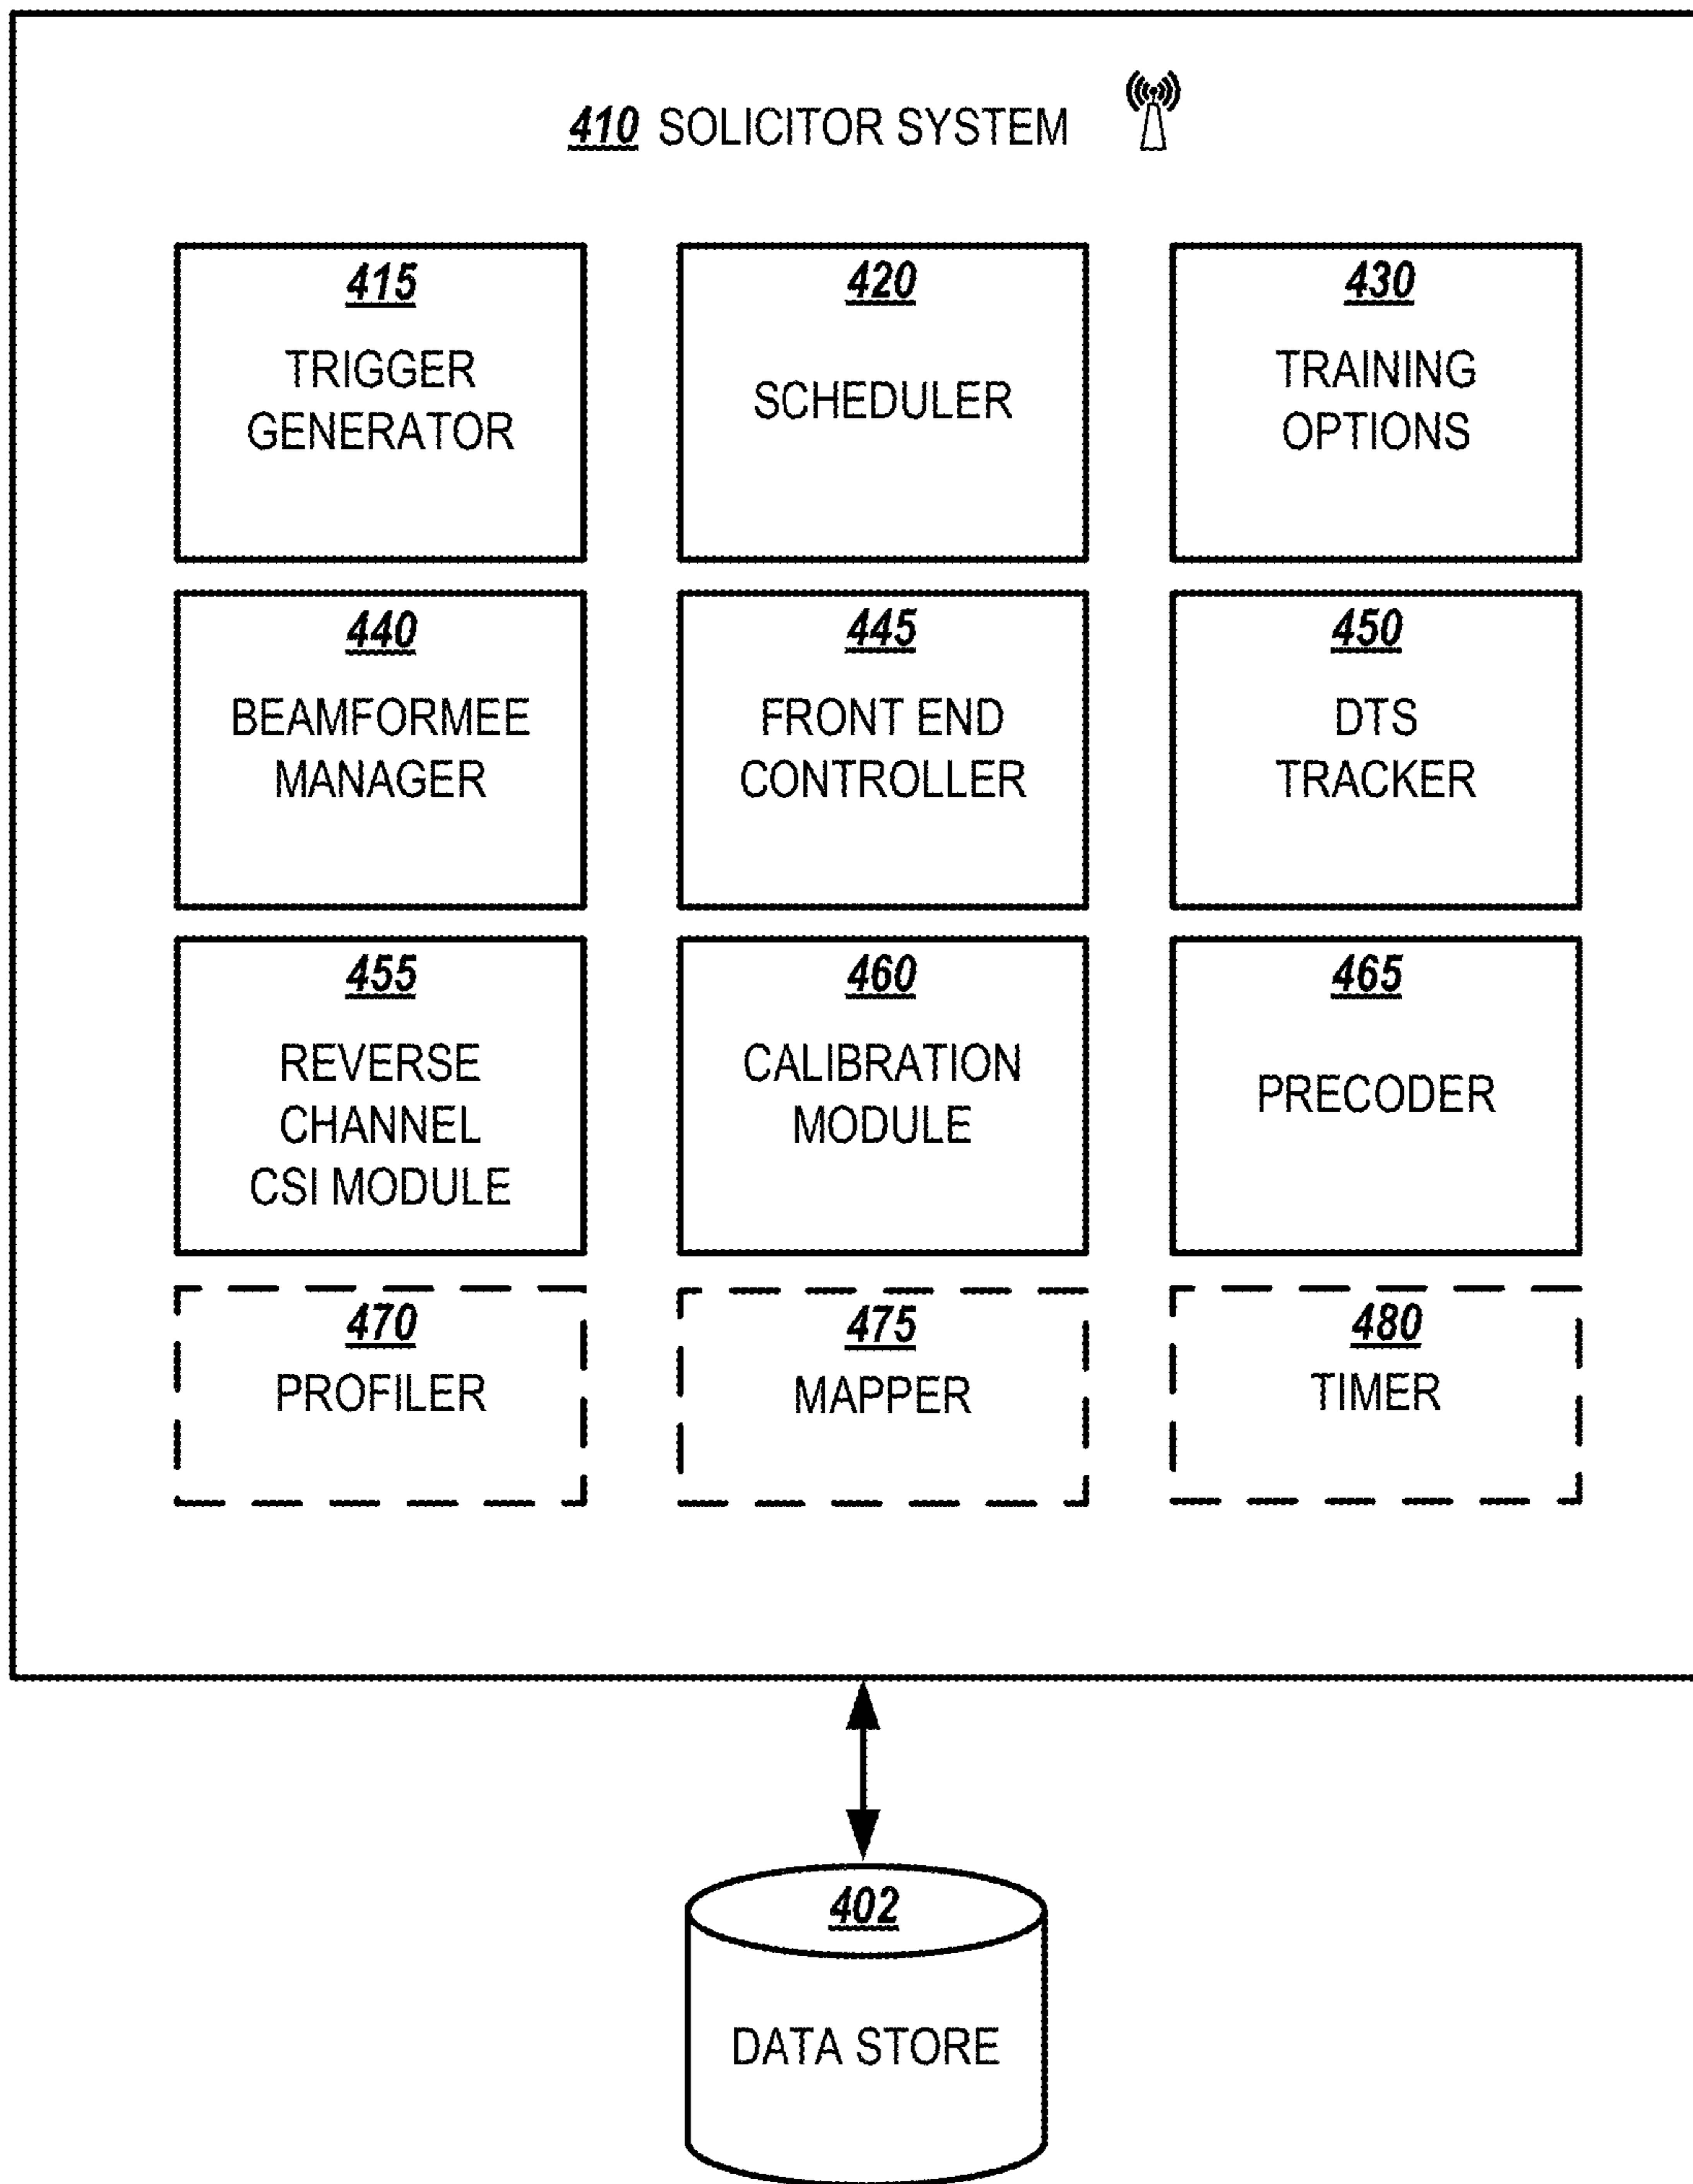 410 SOLICITOR SYSTEM
415
TRIGGER
GENERATOR
420
SCHEDULER
430
TRAINING
OPTIONS
440
BEAMFORMEE
MANAGER
445
FRONT END
CONTROLLER
450
DTS
TRACKER
455
REVERSE
CHANNEL
CSI MODULE
460
CALIBRATION
MODULE
465
PRECODER
470
PROFILER
475
MAPPER
480
TIMER
402
DATA STORE